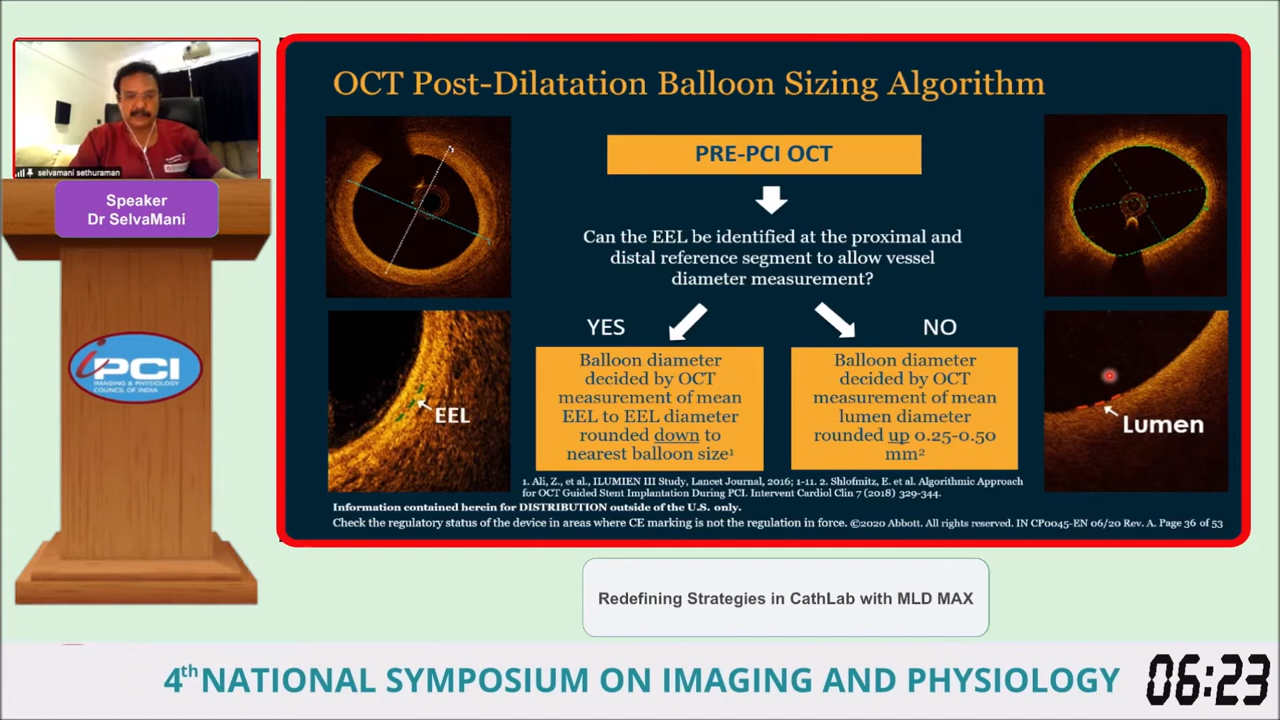 selvamani sethuraman
Speaker
Dr SelvaMani
iPCI
IMAGING & PHYSIOLOGY
COUNCIL OF INDIA
OCT Post-Dilatation Balloon Sizing Algorithm
PRE-PCI OCT
Can the EEL be identified at the proximal and
distal reference segment to allow vessel
diameter measurement?
YES
NO
Balloon diameter
decided by OCT
measurement of mean
EEL to EEL diameter
rounded down to
nearest balloon size¹
Balloon diameter
decided by OCT
measurement of mean
lumen diameter
rounded up 0.25-0.50
mm²
EEL
Lumen
1. Ali, Z., et al., ILUMIEN III Study, Lancet Journal, 2016; 1-11. 2. Shlofmitz, E. et al. Algorithmic Approach
for OCT Guided Stent Implantation During PCI. Intervent Cardiol Clin 7 (2018) 329-344.
Information contained herein for DISTRIBUTION outside of the U.S. only.
Check the regulatory status of the device in areas where CE marking is not the regulation in force. ©2020 Abbott. All rights reserved. IN CP0045-EN 06/20 Rev. A. Page 36 of 53
Redefining Strategies in CathLab with MLD MAX
4th NATIONAL SYMPOSIUM ON IMAGING AND PHYSIOLOGY
06:23